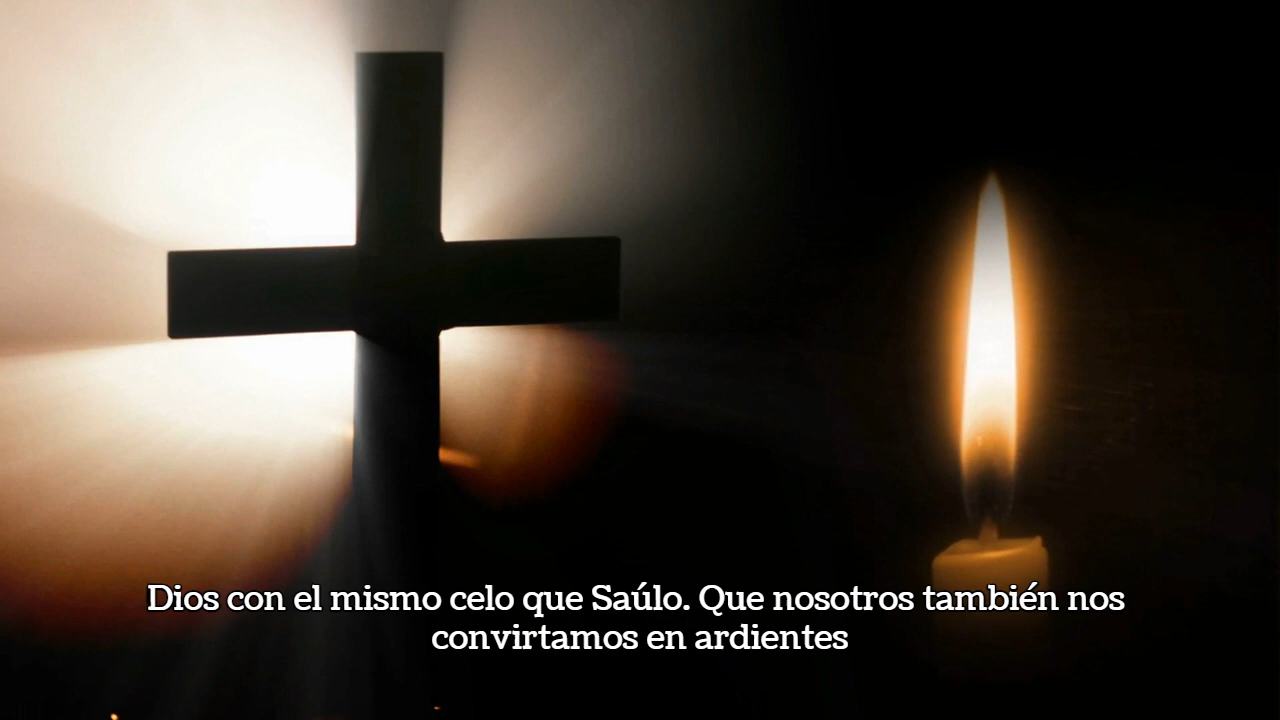 Dios con el mismo celo que Saúlo. Que nosotros también nos
convirtamos en ardientes